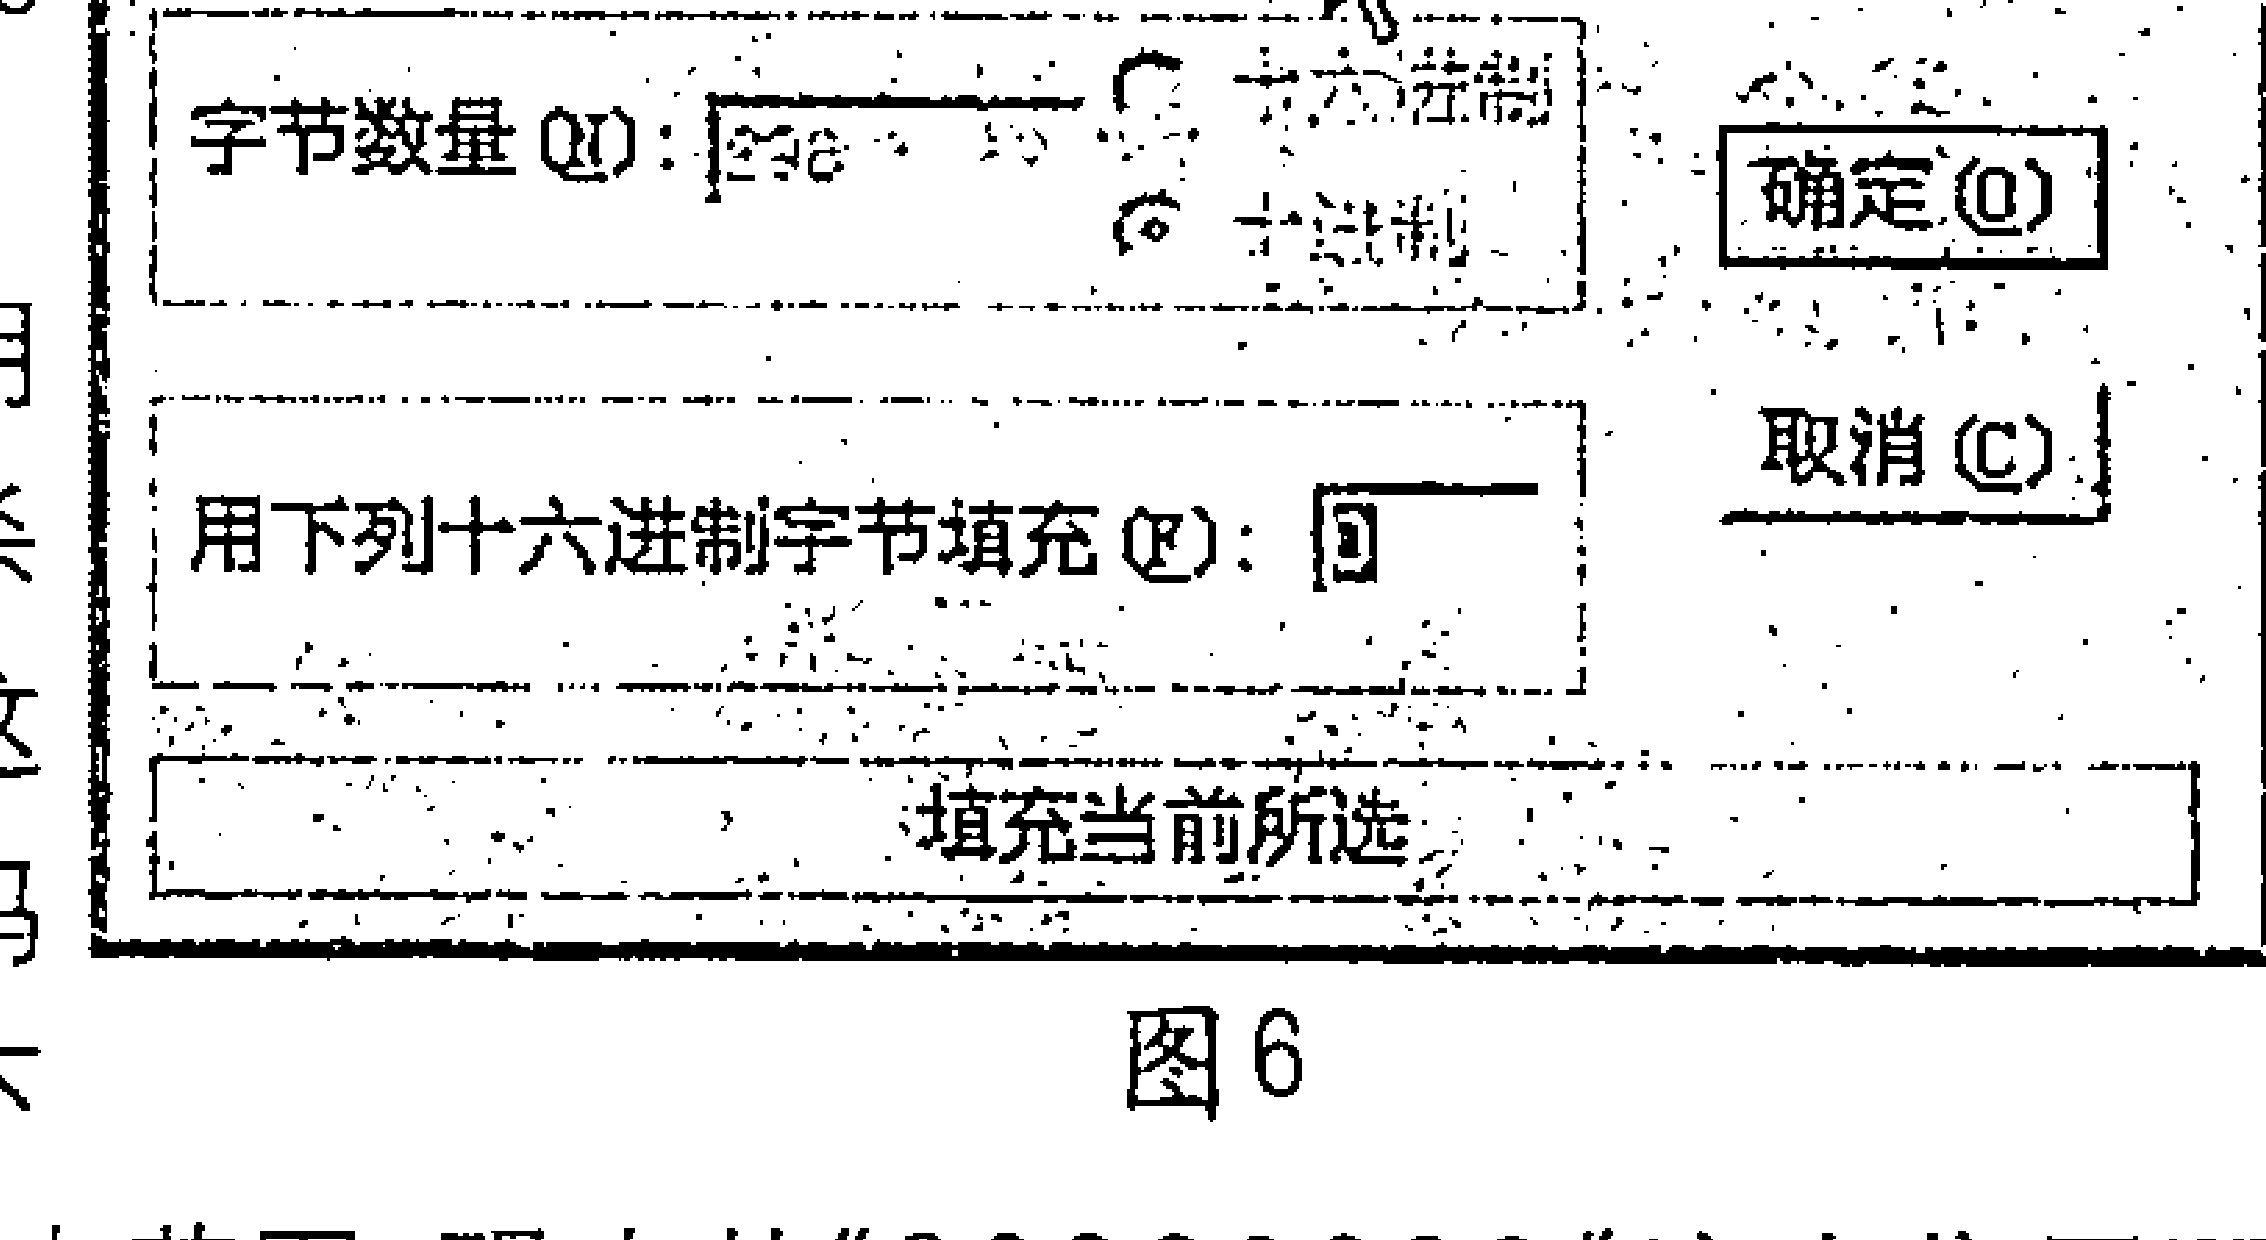 字节数量(N): 十六进制
十进制
确定(O)
取消(C)
用下列十六进制字节填充(F): 0
填充当前所选
图6